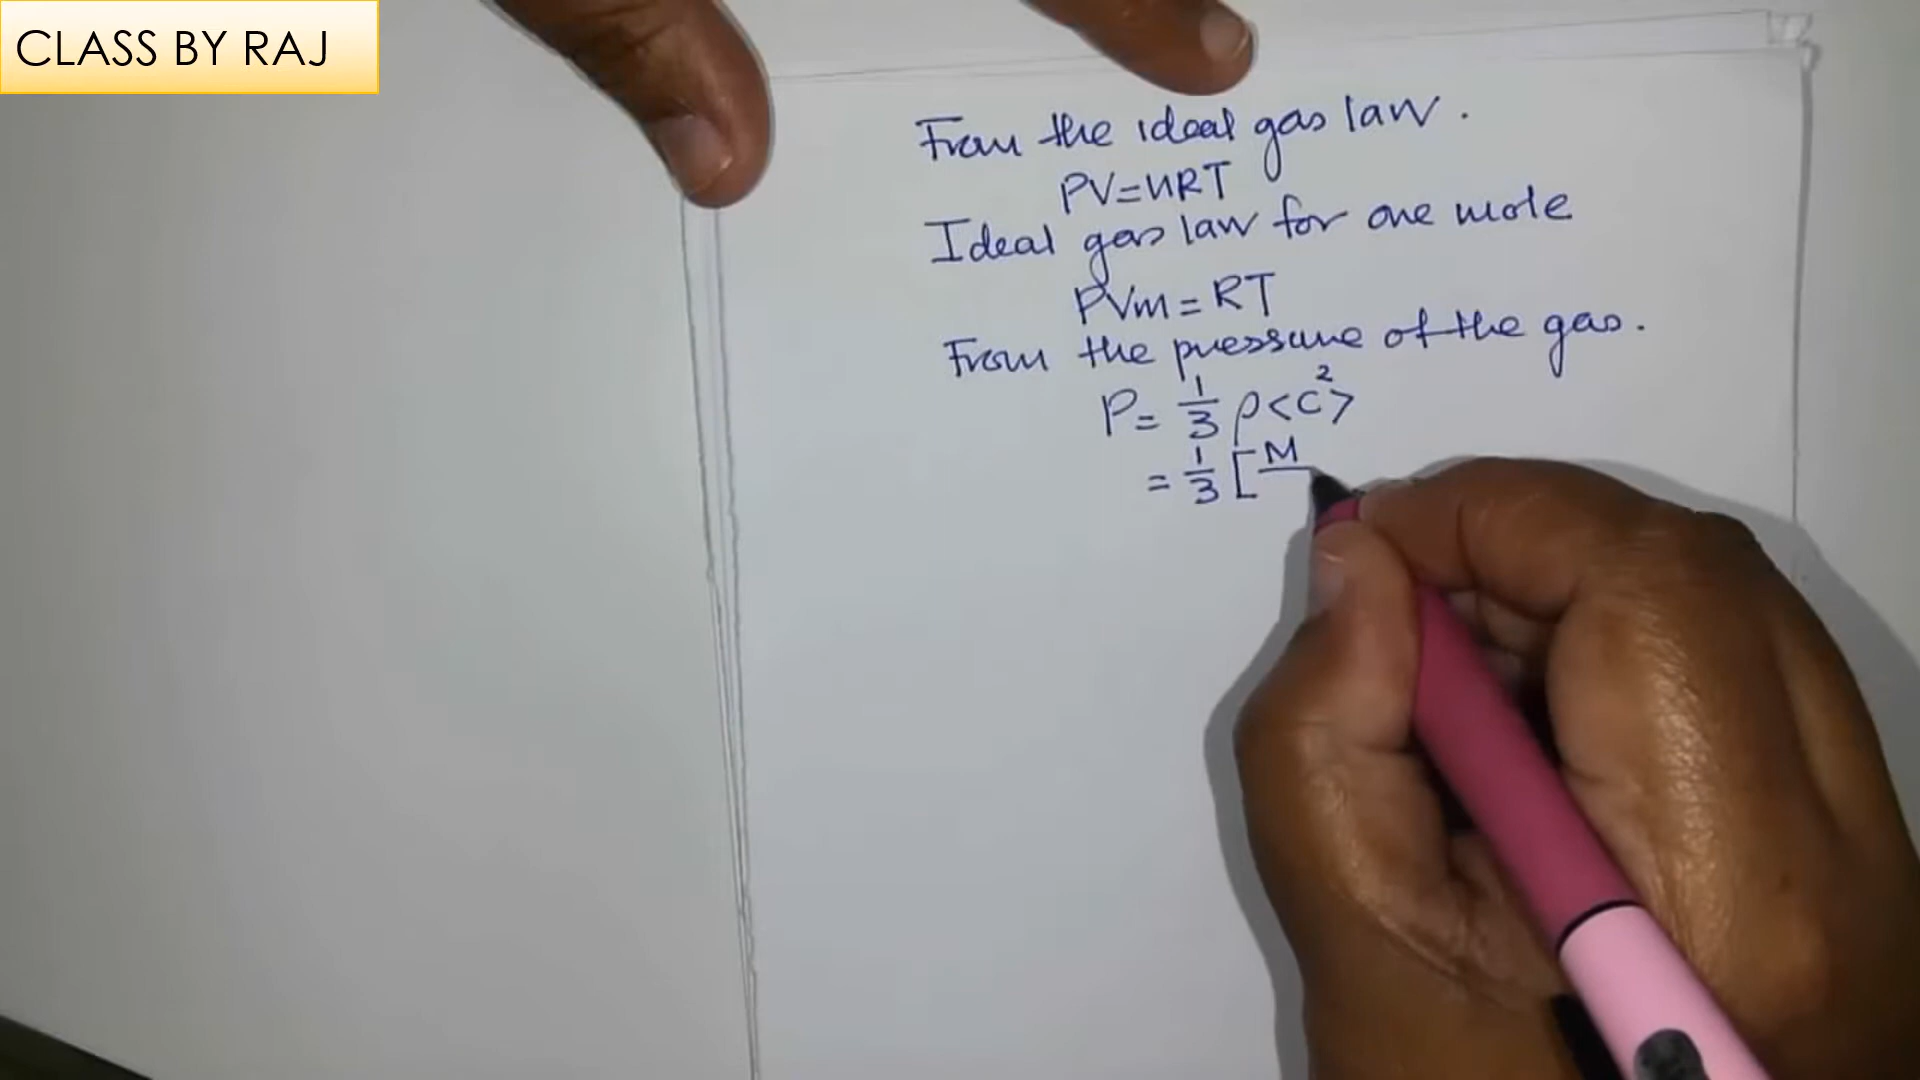 CLASS BY RAJ
From the ideal gas law.
PV=nRT
Ideal gas law for one mole
PVm=RT
From the pressure of the gas.
P= 1/3 ρ<c²>
= 1/3 [M